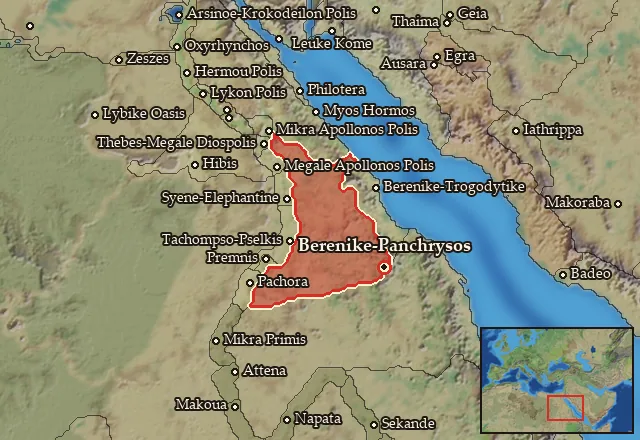 Arsinoe-Krokodeilon Polis
Geia
Thaima
Leuke Kome
Oxyrhynchos
Zeszes
Egra
Ausara
Hermou Polis
Philotera
Lykon Polis
Lybike Oasis
Myos Hormos
Mikra Apollonos Polis
Iathrippa
Thebes-Megale Diospolis
Hibis
Megale Apollonos Polis
Berenike-Trogodytike
Syene-Elephantine
Makoraba
Tachompso-Pselkis
Berenike-Panchrysos
Premnis
Badeo
Pachora
Mikra Primis
Attena
Makoua
Napata
Sekande